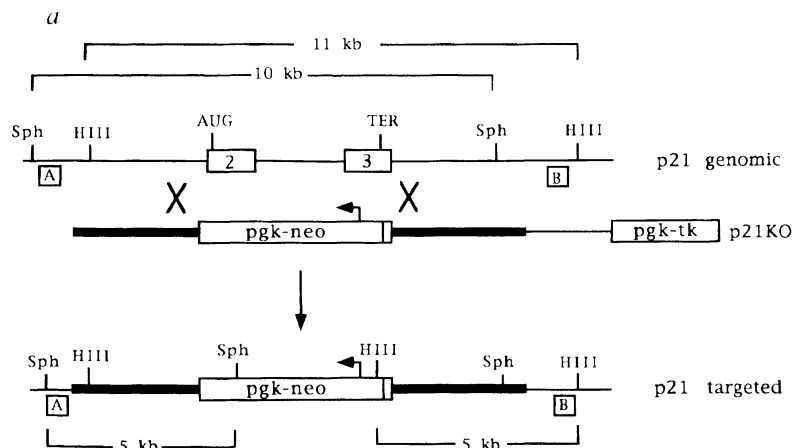 a
11 kb
10 kb
Sph HIII AUG TER Sph HIII
2 3 p21 genomic
A B
pgk-neo pgk-tk p21KO
Sph HIII Sph HIII Sph HIII
pgk-neo p21 targeted
A B
5 kb 5 kb